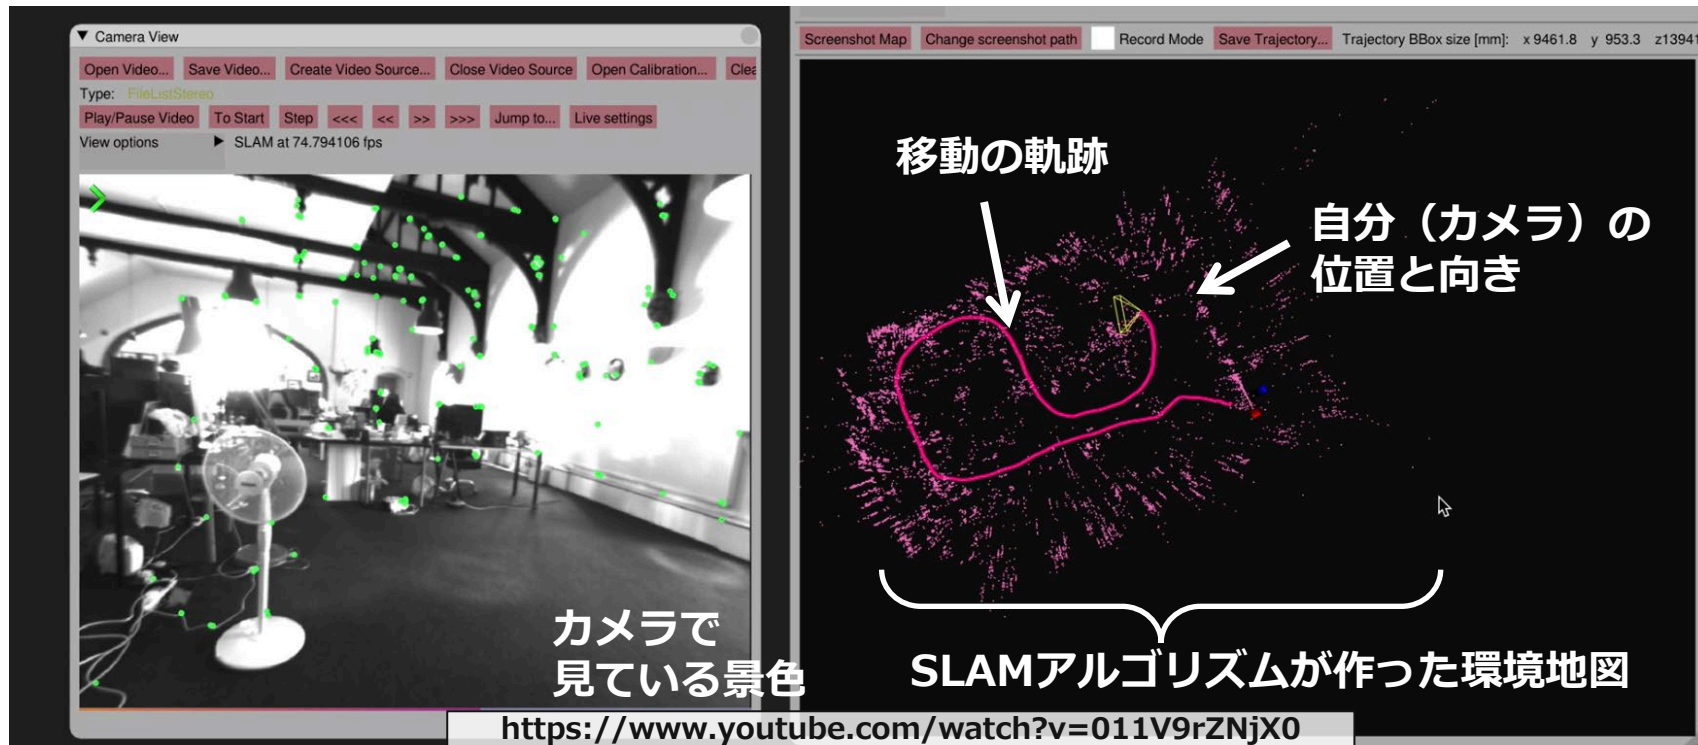 Camera View
Open Video... Save Video... Create Video Source... Close Video Source Open Calibration...
Type: FileListStereo
Play/Pause Video To Start Step <<< << >> >>> Jump to... Live settings
View options ▶ SLAM at 74.794106 fps
カメラで
見ている景色
Screenshot Map Change screenshot path Record Mode Save Trajectory... Trajectory BBox size [mm]: x 9461.8 y 953.3 z13941
移動の軌跡
自分（カメラ）の
位置と向き
SLAMアルゴリズムが作った環境地図
https://www.youtube.com/watch?v=011V9rZNjX0